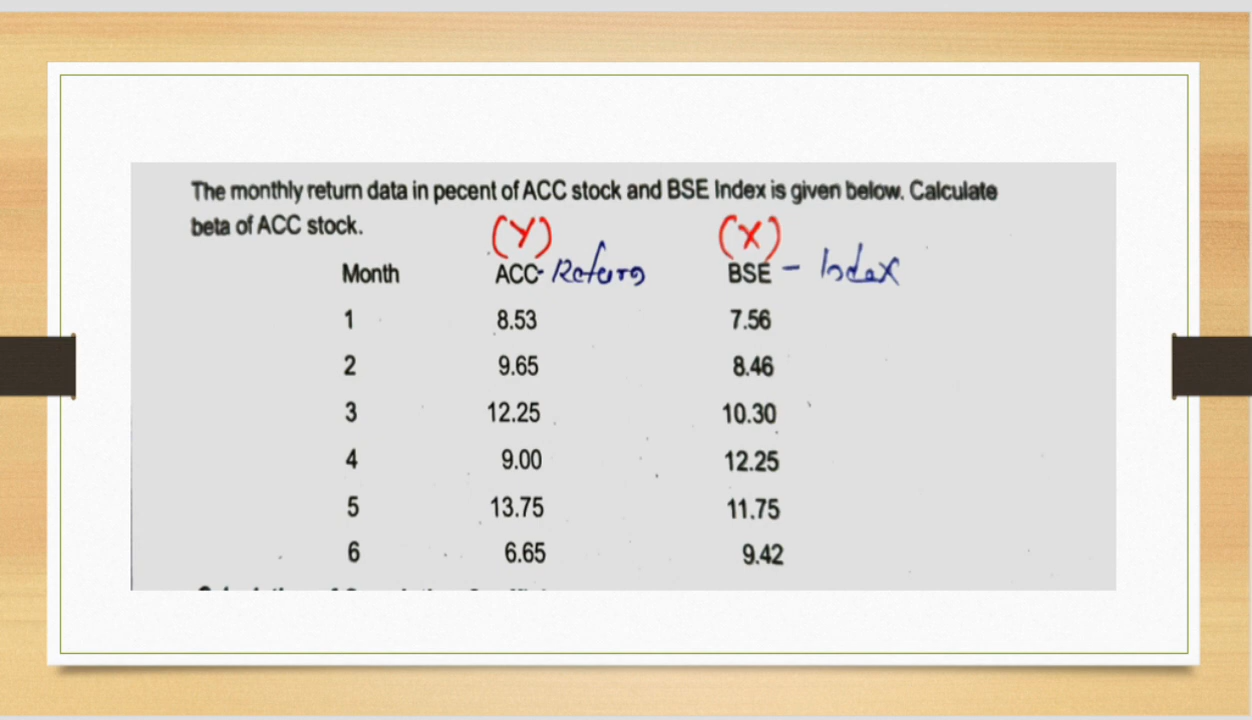 The monthly return data in pecent of ACC stock and BSE Index is given below. Calculate
beta of ACC stock.
(Y) (X)
Month ACC- Return BSE - Index
1 8.53 7.56
2 9.65 8.46
3 12.25 10.30
4 9.00 12.25
5 13.75 11.75
6 6.65 9.42